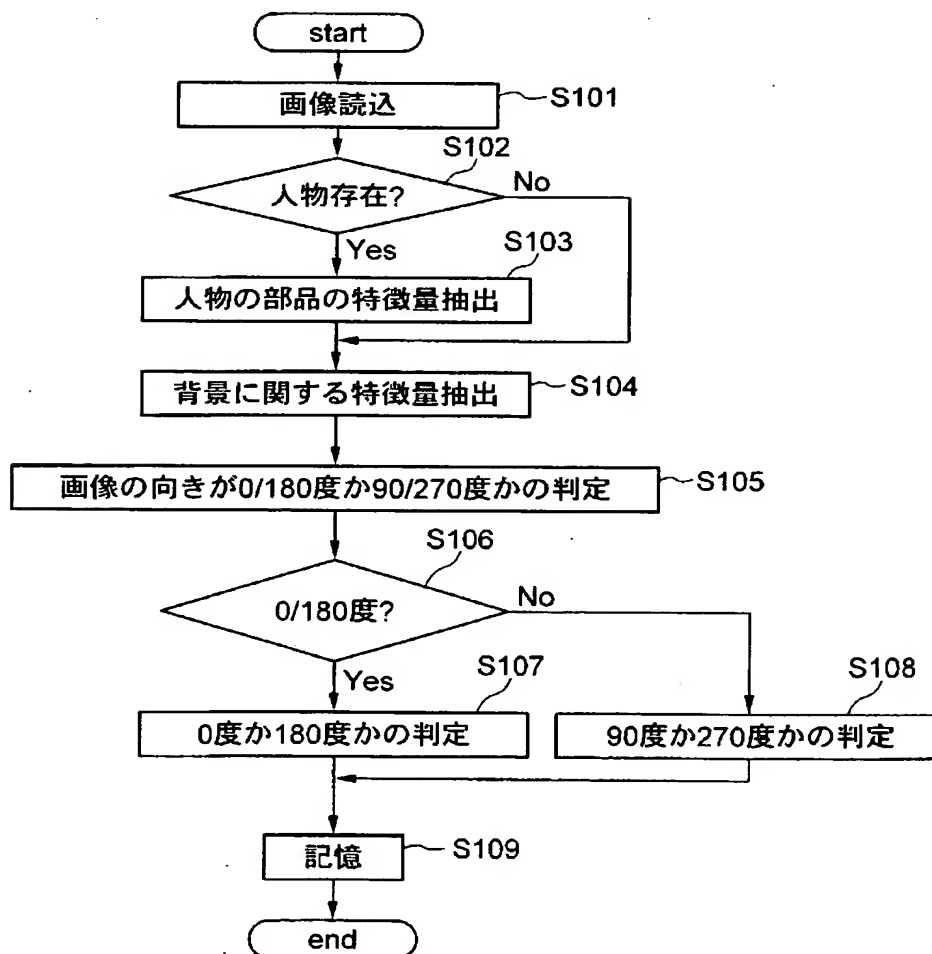 start
画像読込
S101
S102
人物存在?
No
Yes
S103
人物の部品の特徴量抽出
背景に関する特徴量抽出
S104
画像の向きが0/180度か90/270度かの判定
S105
S106
0/180度?
No
Yes
S107
S108
0度か180度かの判定
90度か270度かの判定
記憶
S109
end